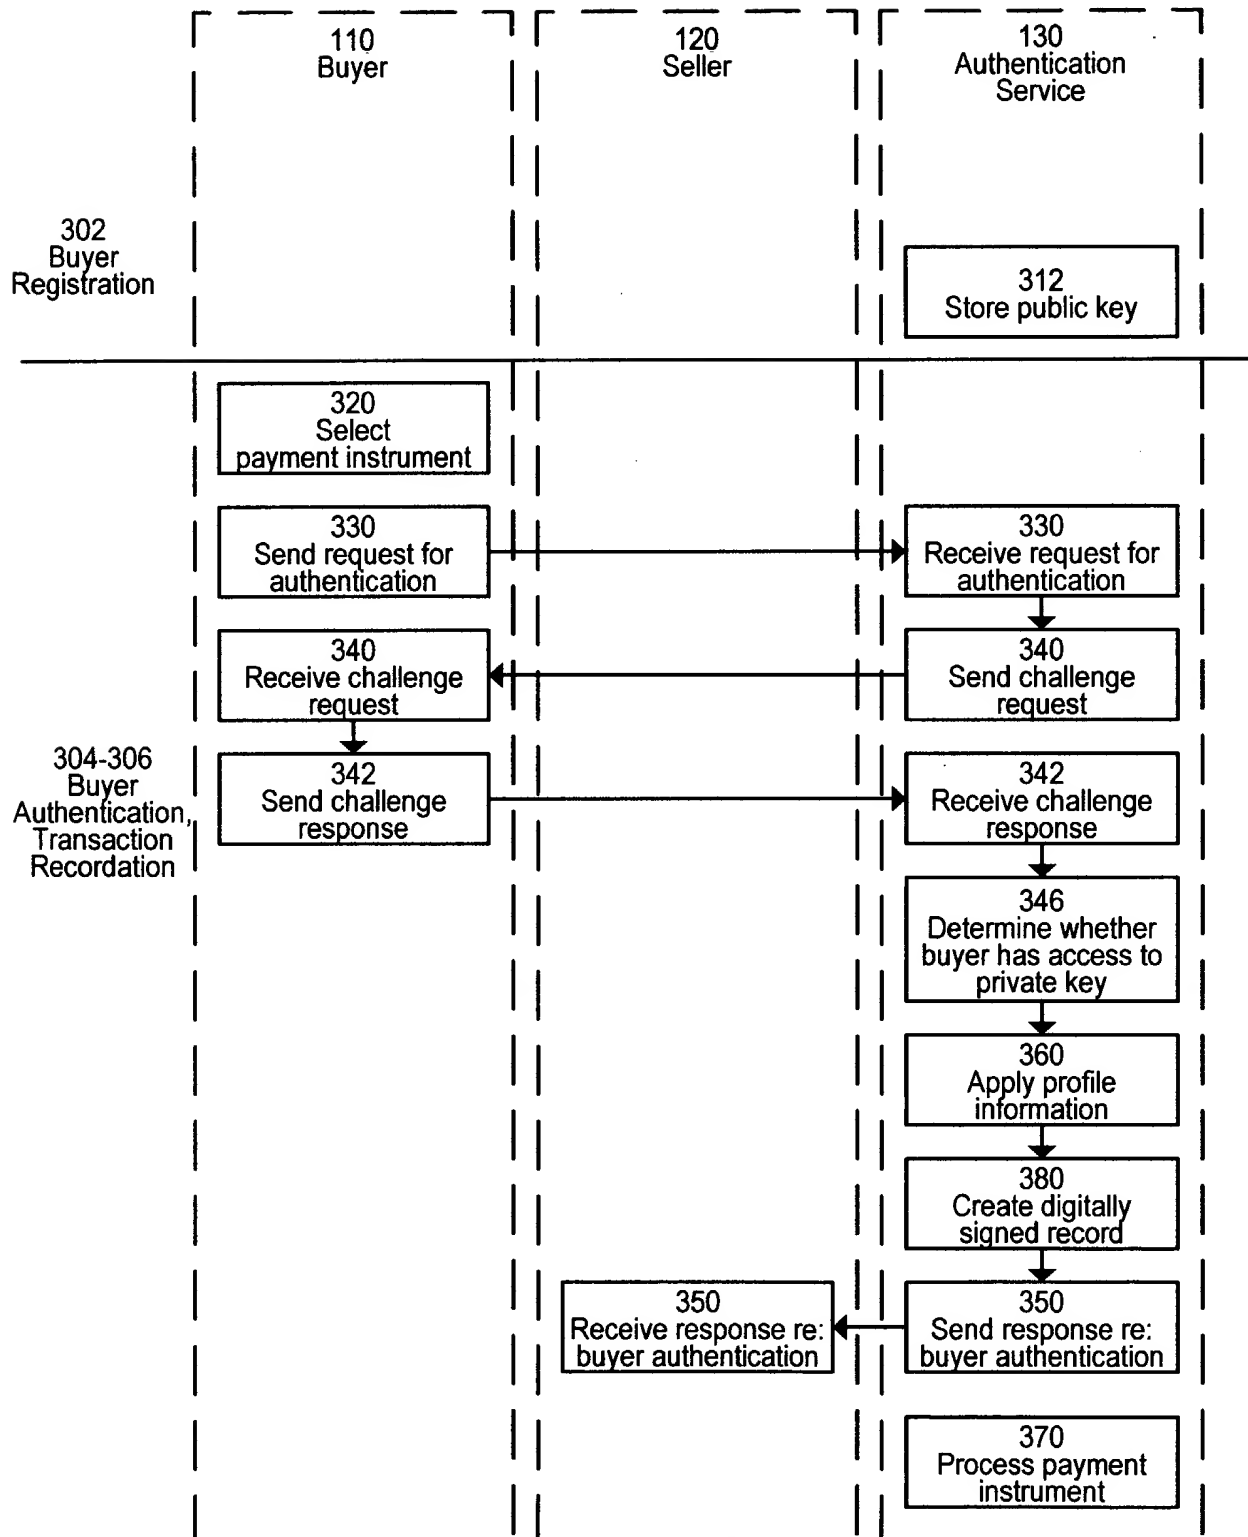 110
Buyer
120
Seller
130
Authentication
Service
302
Buyer
Registration
312
Store public key
320
Select
payment instrument
330
Send request for
authentication
330
Receive request for
authentication
340
Receive challenge
request
340
Send challenge
request
304-306
Buyer
Authentication,
Transaction
Recordation
342
Send challenge
response
342
Receive challenge
response
346
Determine whether
buyer has access to
private key
360
Apply profile
information
380
Create digitally
signed record
350
Receive response re:
buyer authentication
350
Send response re:
buyer authentication
370
Process payment
instrument